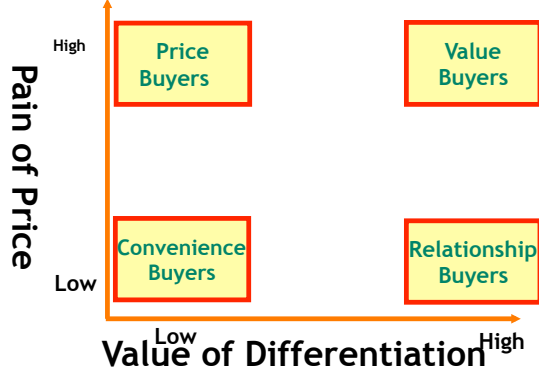 High
Price
Buyers
Value
Buyers
Pain of Price
Convenience
Buyers
Relationship
Buyers
Low
Low
High
Value of Differentiation